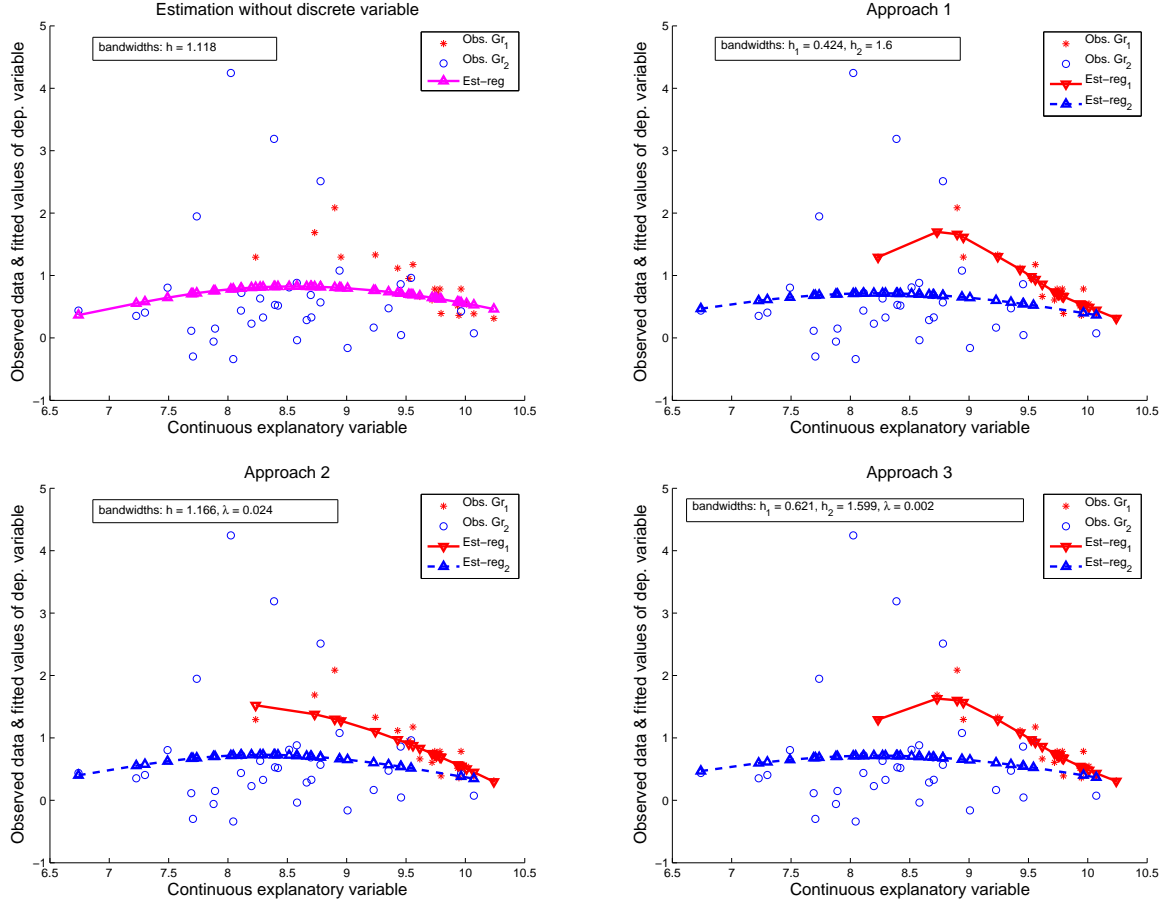 Estimation without discrete variable
bandwidths: h = 1.118
Obs. Gr1
Obs. Gr2
Est−reg
Observed data & fitted values of dep. variable
5
4
3
2
1
0
−1
6.5 7 7.5 8 8.5 9 9.5 10 10.5
Continuous explanatory variable
Approach 1
bandwidths: h1 = 0.424, h2 = 1.6
Obs. Gr1
Obs. Gr2
Est−reg1
Est−reg2
Observed data & fitted values of dep. variable
5
4
3
2
1
0
−1
6.5 7 7.5 8 8.5 9 9.5 10 10.5
Continuous explanatory variable
Approach 2
bandwidths: h = 1.166, λ = 0.024
Obs. Gr1
Obs. Gr2
Est−reg1
Est−reg2
Observed data & fitted values of dep. variable
5
4
3
2
1
0
−1
6.5 7 7.5 8 8.5 9 9.5 10 10.5
Continuous explanatory variable
Approach 3
bandwidths: h1 = 0.621, h2 = 1.599, λ = 0.002
Obs. Gr1
Obs. Gr2
Est−reg1
Est−reg2
Observed data & fitted values of dep. variable
5
4
3
2
1
0
−1
6.5 7 7.5 8 8.5 9 9.5 10 10.5
Continuous explanatory variable